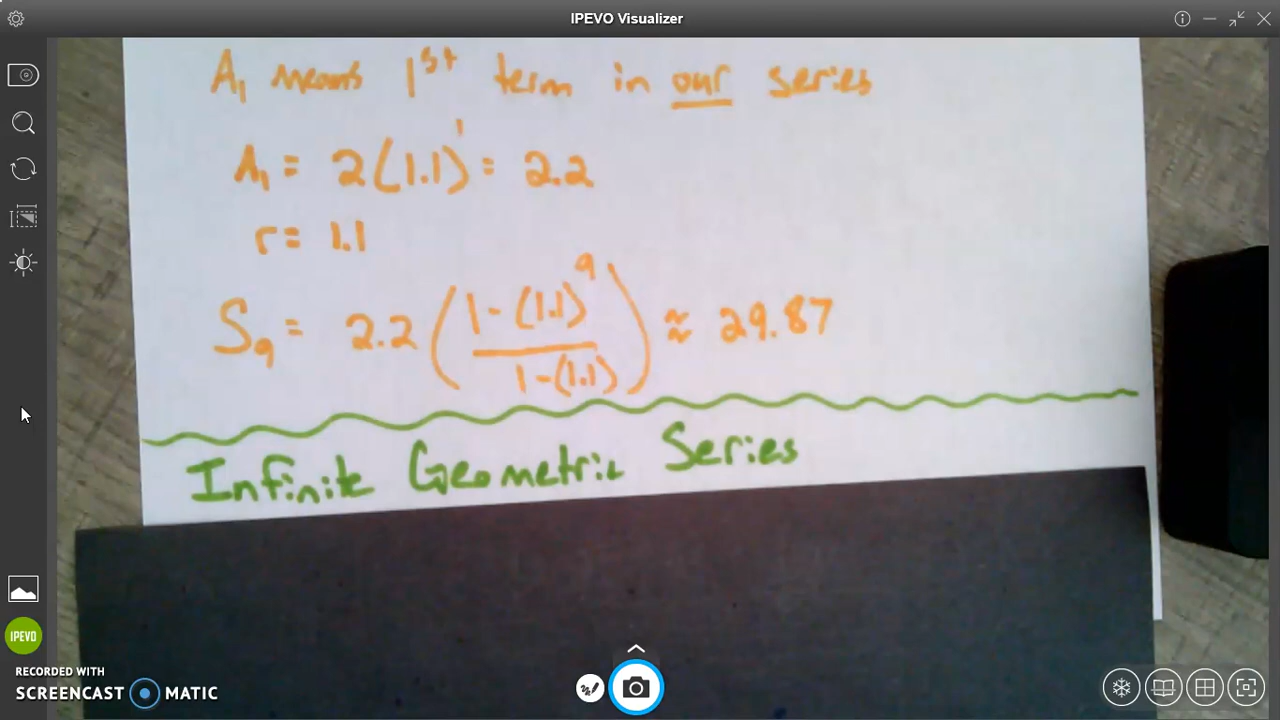 IPEVO Visualizer
A₁ means 1ˢᵗ term in our series
A₁ = 2(1.1)¹ = 2.2
r = 1.1
S₉ = 2.2 ( (1 - (1.1)⁹) / (1 - (1.1)) ) ≈ 29.87
Infinite Geometric Series
IPEVO
RECORDED WITH
SCREENCAST MATIC